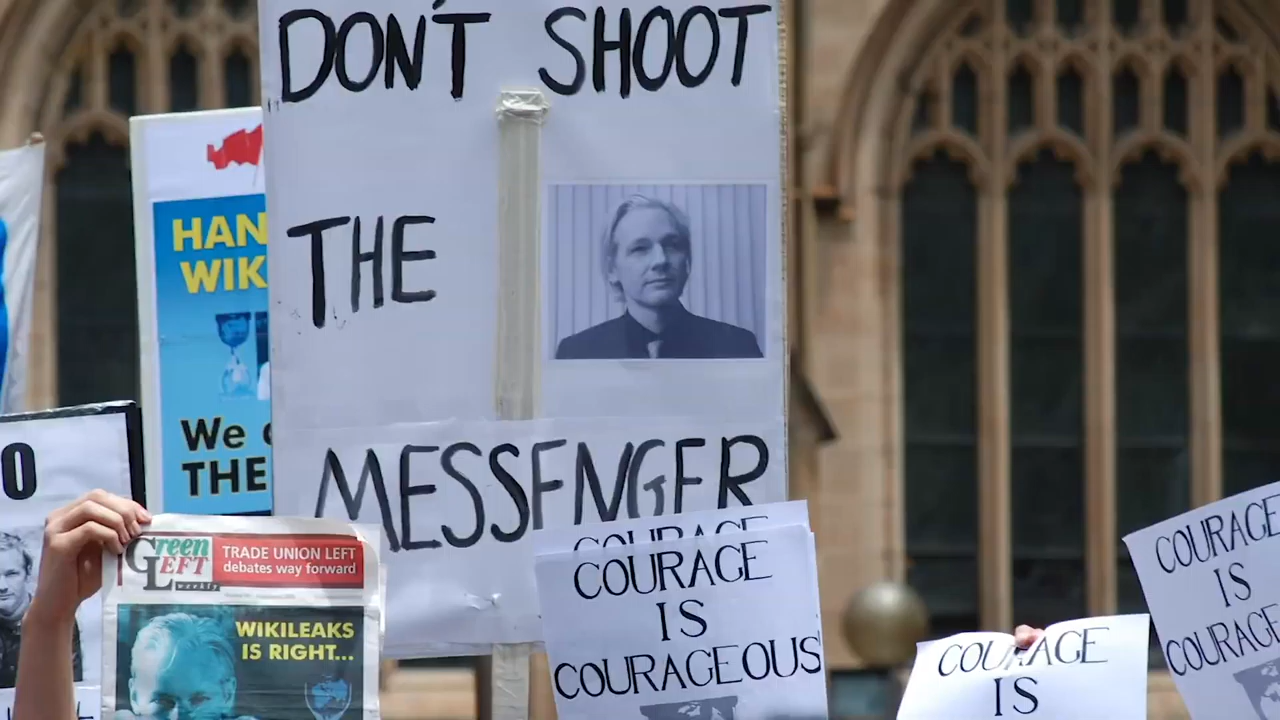 DON'T SHOOT
THE
MESSENGER
HAN
WIK
We
THE
O
Green
LEFT
weekly
TRADE UNION LEFT
debates way forward
WIKILEAKS
IS RIGHT...
COURAGE
COURAGE
IS
COURAGEOUS
COURAGE
IS
COURAGE
IS
COURAGE